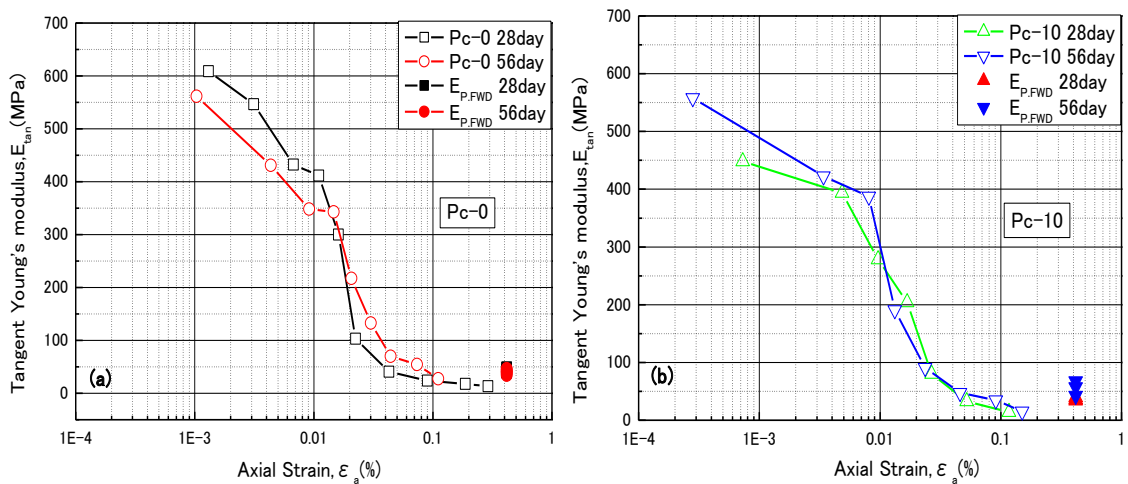 Tangent Young's modulus,E_tan(MPa)
700
600
500
400
300
200
100
0
1E-4
1E-3
0.01
0.1
1
Axial Strain,ε_a(%)
Pc-0 28day
Pc-0 56day
E_P.FWD 28day
E_P.FWD 56day
Pc-0
(a)
Tangent Young's modulus,E_tan(MPa)
700
600
500
400
300
200
100
0
1E-4
1E-3
0.01
0.1
1
Axial Strain,ε_a(%)
Pc-10 28day
Pc-10 56day
E_P.FWD 28day
E_P.FWD 56day
Pc-10
(b)